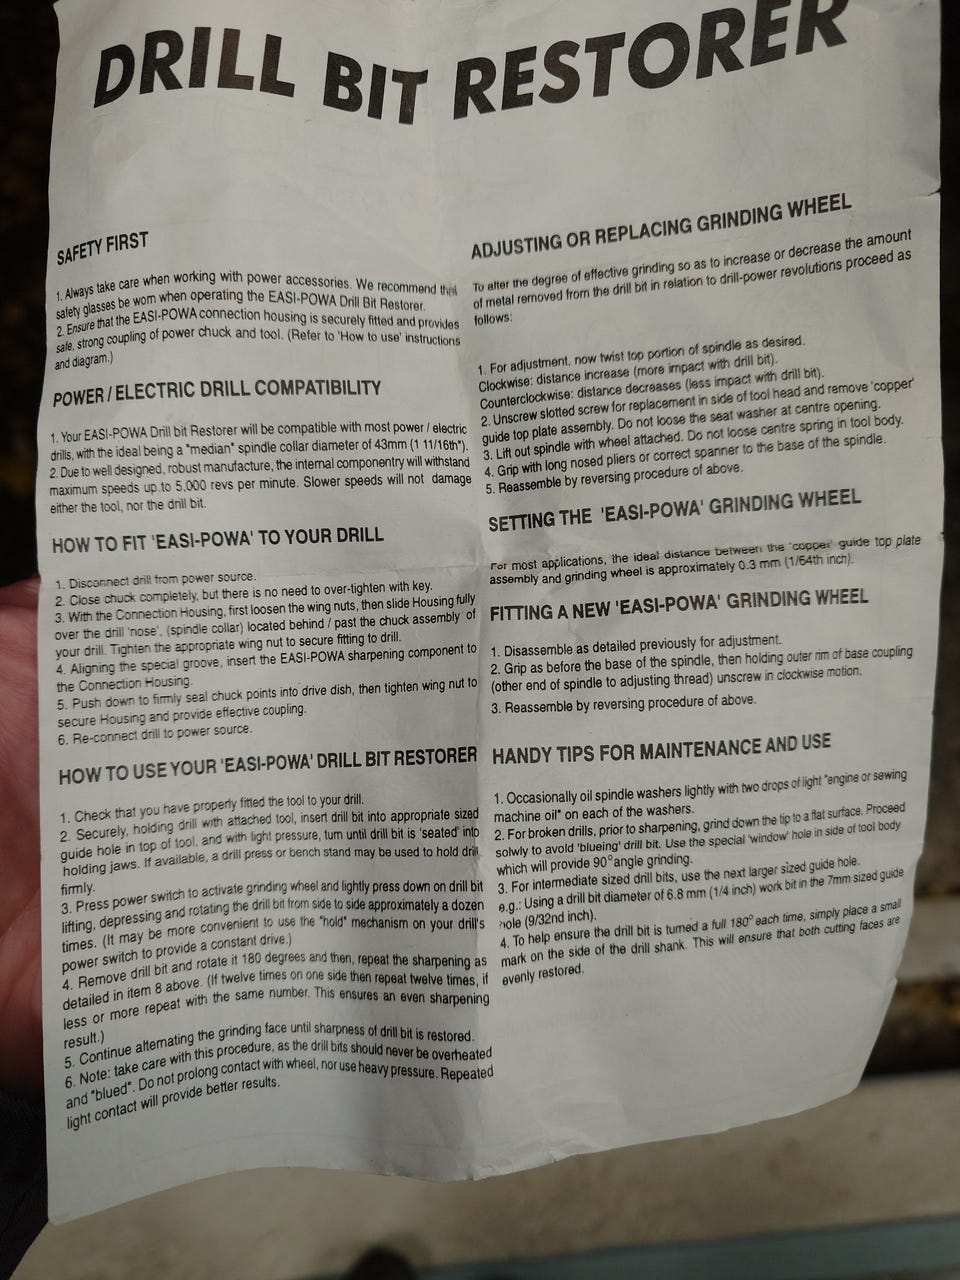 DRILL BIT RESTORER
SAFETY FIRST
1. Always take care when working with power accessories. We recommend that
safety glasses be worn when operating the EASI-POWA Drill Bit Restorer.
2. Ensure that the EASI-POWA connection housing is securely fitted and provides
safe, strong coupling of power chuck and tool. (Refer to 'How to use' instructions
and diagram.)
POWER / ELECTRIC DRILL COMPATIBILITY
1. Your EASI-POWA Drill bit Restorer will be compatible with most power / electric
drills, with the ideal being a "median" spindle collar diameter of 43mm (1 11/16th").
2. Due to well designed, robust manufacture, the internal componentry will withstand
maximum speeds up to 5,000 revs per minute. Slower speeds will not damage
either the tool, nor the drill bit.
HOW TO FIT 'EASI-POWA' TO YOUR DRILL
1. Disconnect drill from power source.
2. Close chuck completely, but there is no need to over-tighten with key.
3. With the Connection Housing, first loosen the wing nuts, then slide Housing fully
over the drill 'nose', (spindle collar) located behind / past the chuck assembly of
your drill. Tighten the appropriate wing nut to secure fitting to drill.
4. Aligning the special groove, insert the EASI-POWA sharpening component to
the Connection Housing.
5. Push down to firmly seal chuck points into drive dish, then tighten wing nut to
secure Housing and provide effective coupling.
6. Re-connect drill to power source.
HOW TO USE YOUR 'EASI-POWA' DRILL BIT RESTORER
1. Check that you have properly fitted the tool to your drill.
2. Securely, holding drill with attached tool, insert drill bit into appropriate sized
guide hole in top of tool, and with light pressure, turn until drill bit is 'seated' into
holding jaws. If available, a drill press or bench stand may be used to hold drill
firmly.
3. Press power switch to activate grinding wheel and lightly press down on drill bit
lifting, depressing and rotating the drill bit from side to side approximately a dozen
times. (It may be more convenient to use the "hold" mechanism on your drill's
power switch to provide a constant drive.)
4. Remove drill bit and rotate it 180 degrees and then, repeat the sharpening as
detailed in item 8 above. (If twelve times on one side then repeat twelve times, if
less or more repeat with the same number. This ensures an even sharpening
result.)
5. Continue alternating the grinding face until sharpness of drill bit is restored.
6. Note: take care with this procedure, as the drill bits should never be overheated
and "blued". Do not prolong contact with wheel, nor use heavy pressure. Repeated
light contact will provide better results.
ADJUSTING OR REPLACING GRINDING WHEEL
To alter the degree of effective grinding so as to increase or decrease the amount
of metal removed from the drill bit in relation to drill-power revolutions proceed as
follows:
1. For adjustment, now twist top portion of spindle as desired.
Clockwise: distance increase (more impact with drill bit).
Counterclockwise: distance decreases (less impact with drill bit).
2. Unscrew slotted screw for replacement in side of tool head and remove 'copper'
guide top plate assembly. Do not loose the seat washer at centre opening.
3. Lift out spindle with wheel attached. Do not loose centre spring in tool body.
4. Grip with long nosed pliers or correct spanner to the base of the spindle.
5. Reassemble by reversing procedure of above.
SETTING THE 'EASI-POWA' GRINDING WHEEL
For most applications, the ideal distance between the 'copper' guide top plate
assembly and grinding wheel is approximately 0.3 mm (1/64th inch).
FITTING A NEW 'EASI-POWA' GRINDING WHEEL
1. Disassemble as detailed previously for adjustment.
2. Grip as before the base of the spindle, then holding outer rim of base coupling
(other end of spindle to adjusting thread) unscrew in clockwise motion.
3. Reassemble by reversing procedure of above.
HANDY TIPS FOR MAINTENANCE AND USE
1. Occasionally oil spindle washers lightly with two drops of light "engine or sewing
machine oil" on each of the washers.
2. For broken drills, prior to sharpening, grind down the tip to a flat surface. Proceed
solwly to avoid 'blueing' drill bit. Use the special 'window' hole in side of tool body
which will provide 90° angle grinding.
3. For intermediate sized drill bits, use the next larger sized guide hole.
e.g.: Using a drill bit diameter of 6.8 mm (1/4 inch) work bit in the 7mm sized guide
hole (9/32nd inch).
4. To help ensure the drill bit is turned a full 180° each time, simply place a small
mark on the side of the drill shank. This will ensure that both cutting faces are
evenly restored.